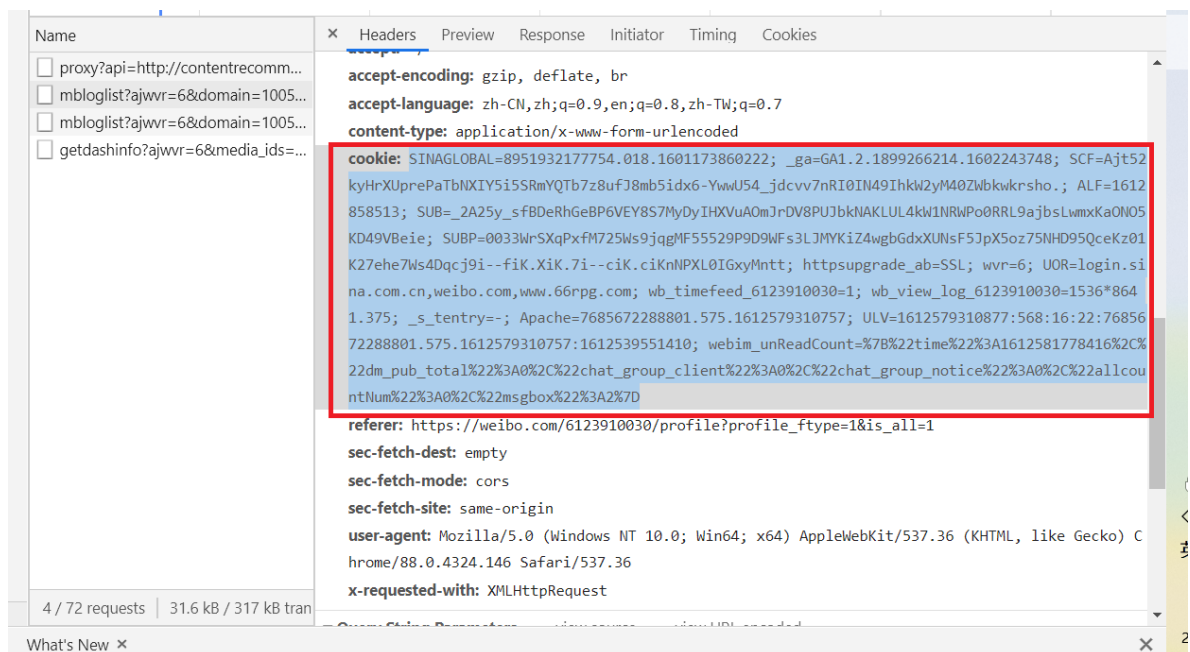 Name
× Headers Preview Response Initiator Timing Cookies
proxy?api=http://contentrecomm...
mbloglist?ajwvr=6&domain=1005...
mbloglist?ajwvr=6&domain=1005...
getdashinfo?ajwvr=6&media_ids=...
accept-encoding: gzip, deflate, br
accept-language: zh-CN,zh;q=0.9,en;q=0.8,zh-TW;q=0.7
content-type: application/x-www-form-urlencoded
cookie: SINAGLOBAL=8951932177754.018.1601173860222; _ga=GA1.2.1899266214.1602243748; SCF=Ajt52
kyHrXUprePaTbNXIY5i5SRmYQTb7z8ufJ8mb5idx6-YwwU54_jdcvv7nRI0IN49IhkW2yM40ZWbkwkrsho.; ALF=1612
858513; SUB=_2A25y_sfBDeRhGeBP6VEY8S7MyDyIHXVuAOmJrDV8PUJbkNAKLUL4kW1NRWPo0RRL9ajbsLwmxKaONO5
KD49VBeie; SUBP=0033WrSXqPxfM725Ws9jqgMF55529P9D9WFs3LJMYKiZ4wgbGdxXUNsF5JpX5oz75NHD95QceKz01
K27ehe7Ws4Dqcj9i--fiK.XiK.7i--ciK.ciKnNPXL0IGxyMntt; httpsupgrade_ab=SSL; wvr=6; UOR=login.si
na.com.cn,weibo.com,www.66rpg.com; wb_timefeed_6123910030=1; wb_view_log_6123910030=1536*864
1.375; _s_tentry=-; Apache=7685672288801.575.1612579310757; ULV=1612579310877:568:16:22:76856
72288801.575.1612579310757:1612539551410; webim_unReadCount=%7B%22time%22%3A1612581778416%2C%
22dm_pub_total%22%3A0%2C%22chat_group_client%22%3A0%2C%22chat_group_notice%22%3A0%2C%22allcou
ntNum%22%3A0%2C%22msgbox%22%3A2%7D
referer: https://weibo.com/6123910030/profile?profile_ftype=1&is_all=1
sec-fetch-dest: empty
sec-fetch-mode: cors
sec-fetch-site: same-origin
user-agent: Mozilla/5.0 (Windows NT 10.0; Win64; x64) AppleWebKit/537.36 (KHTML, like Gecko) C
hrome/88.0.4324.146 Safari/537.36
x-requested-with: XMLHttpRequest
4 / 72 requests 31.6 kB / 317 kB tran
What's New ×